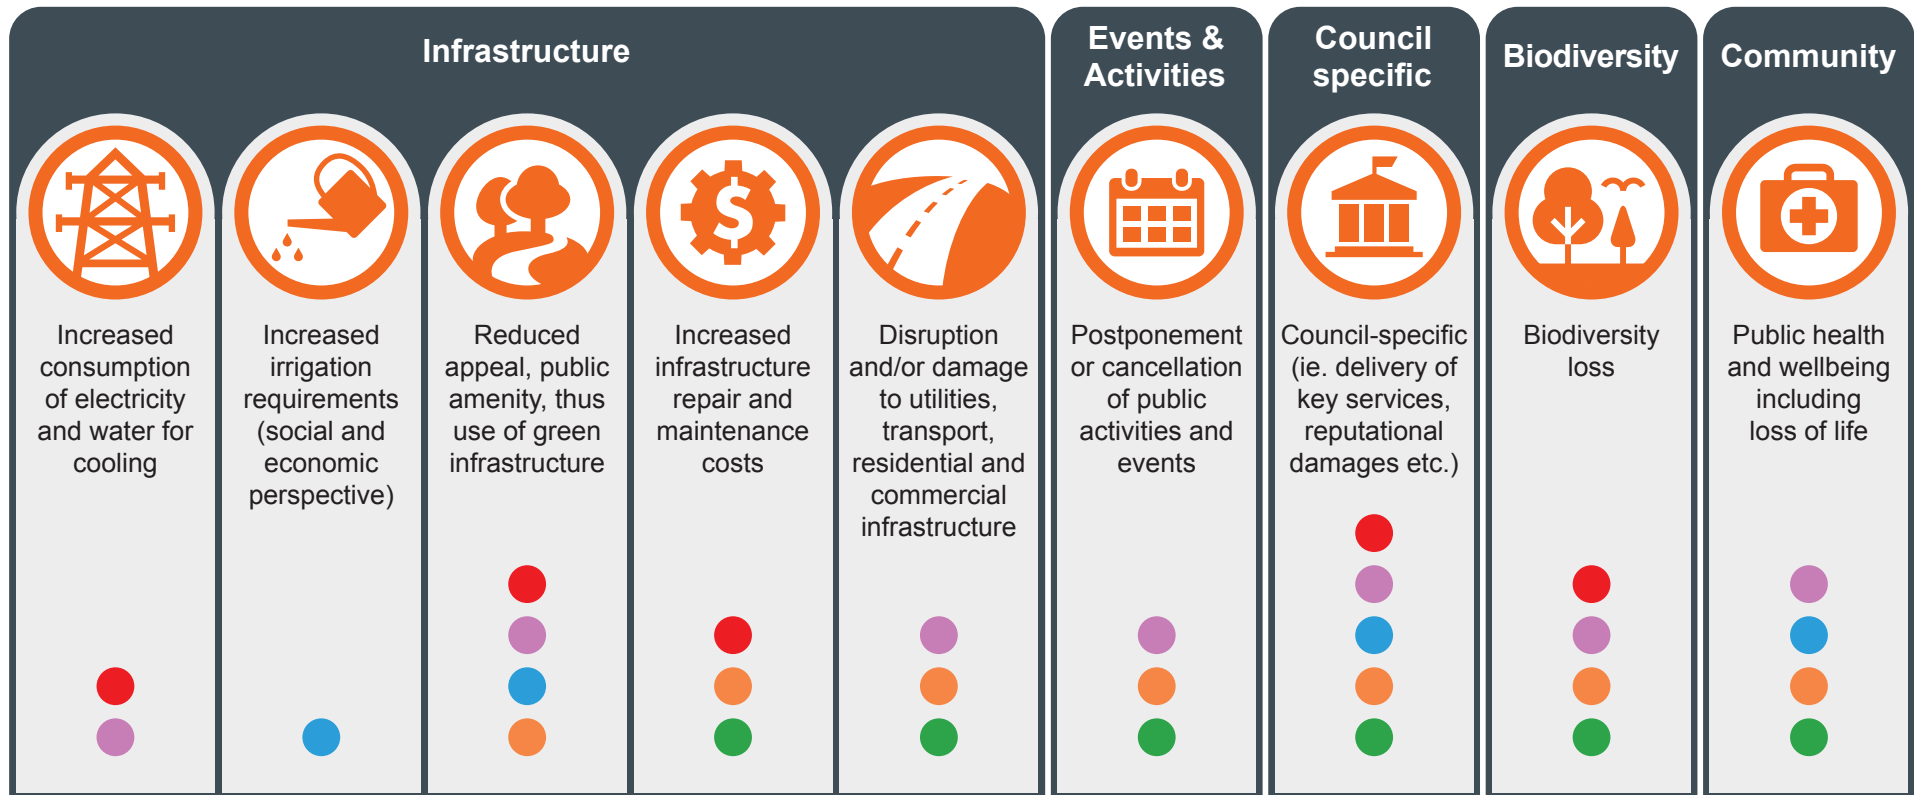 Infrastructure
Events &
Activities
Council
specific
Biodiversity
Community
$
Increased
consumption
of electricity
and water for
cooling
Increased
irrigation
requirements
(social and
economic
perspective)
Reduced
appeal, public
amenity, thus
use of green
infrastructure
Increased
infrastructure
repair and
maintenance
costs
Disruption
and/or damage
to utilities,
transport,
residential and
commercial
infrastructure
Postponement
or cancellation
of public
activities and
events
Council-specific
(ie. delivery of
key services,
reputational
damages etc.)
Biodiversity
loss
Public health
and wellbeing
including
loss of life